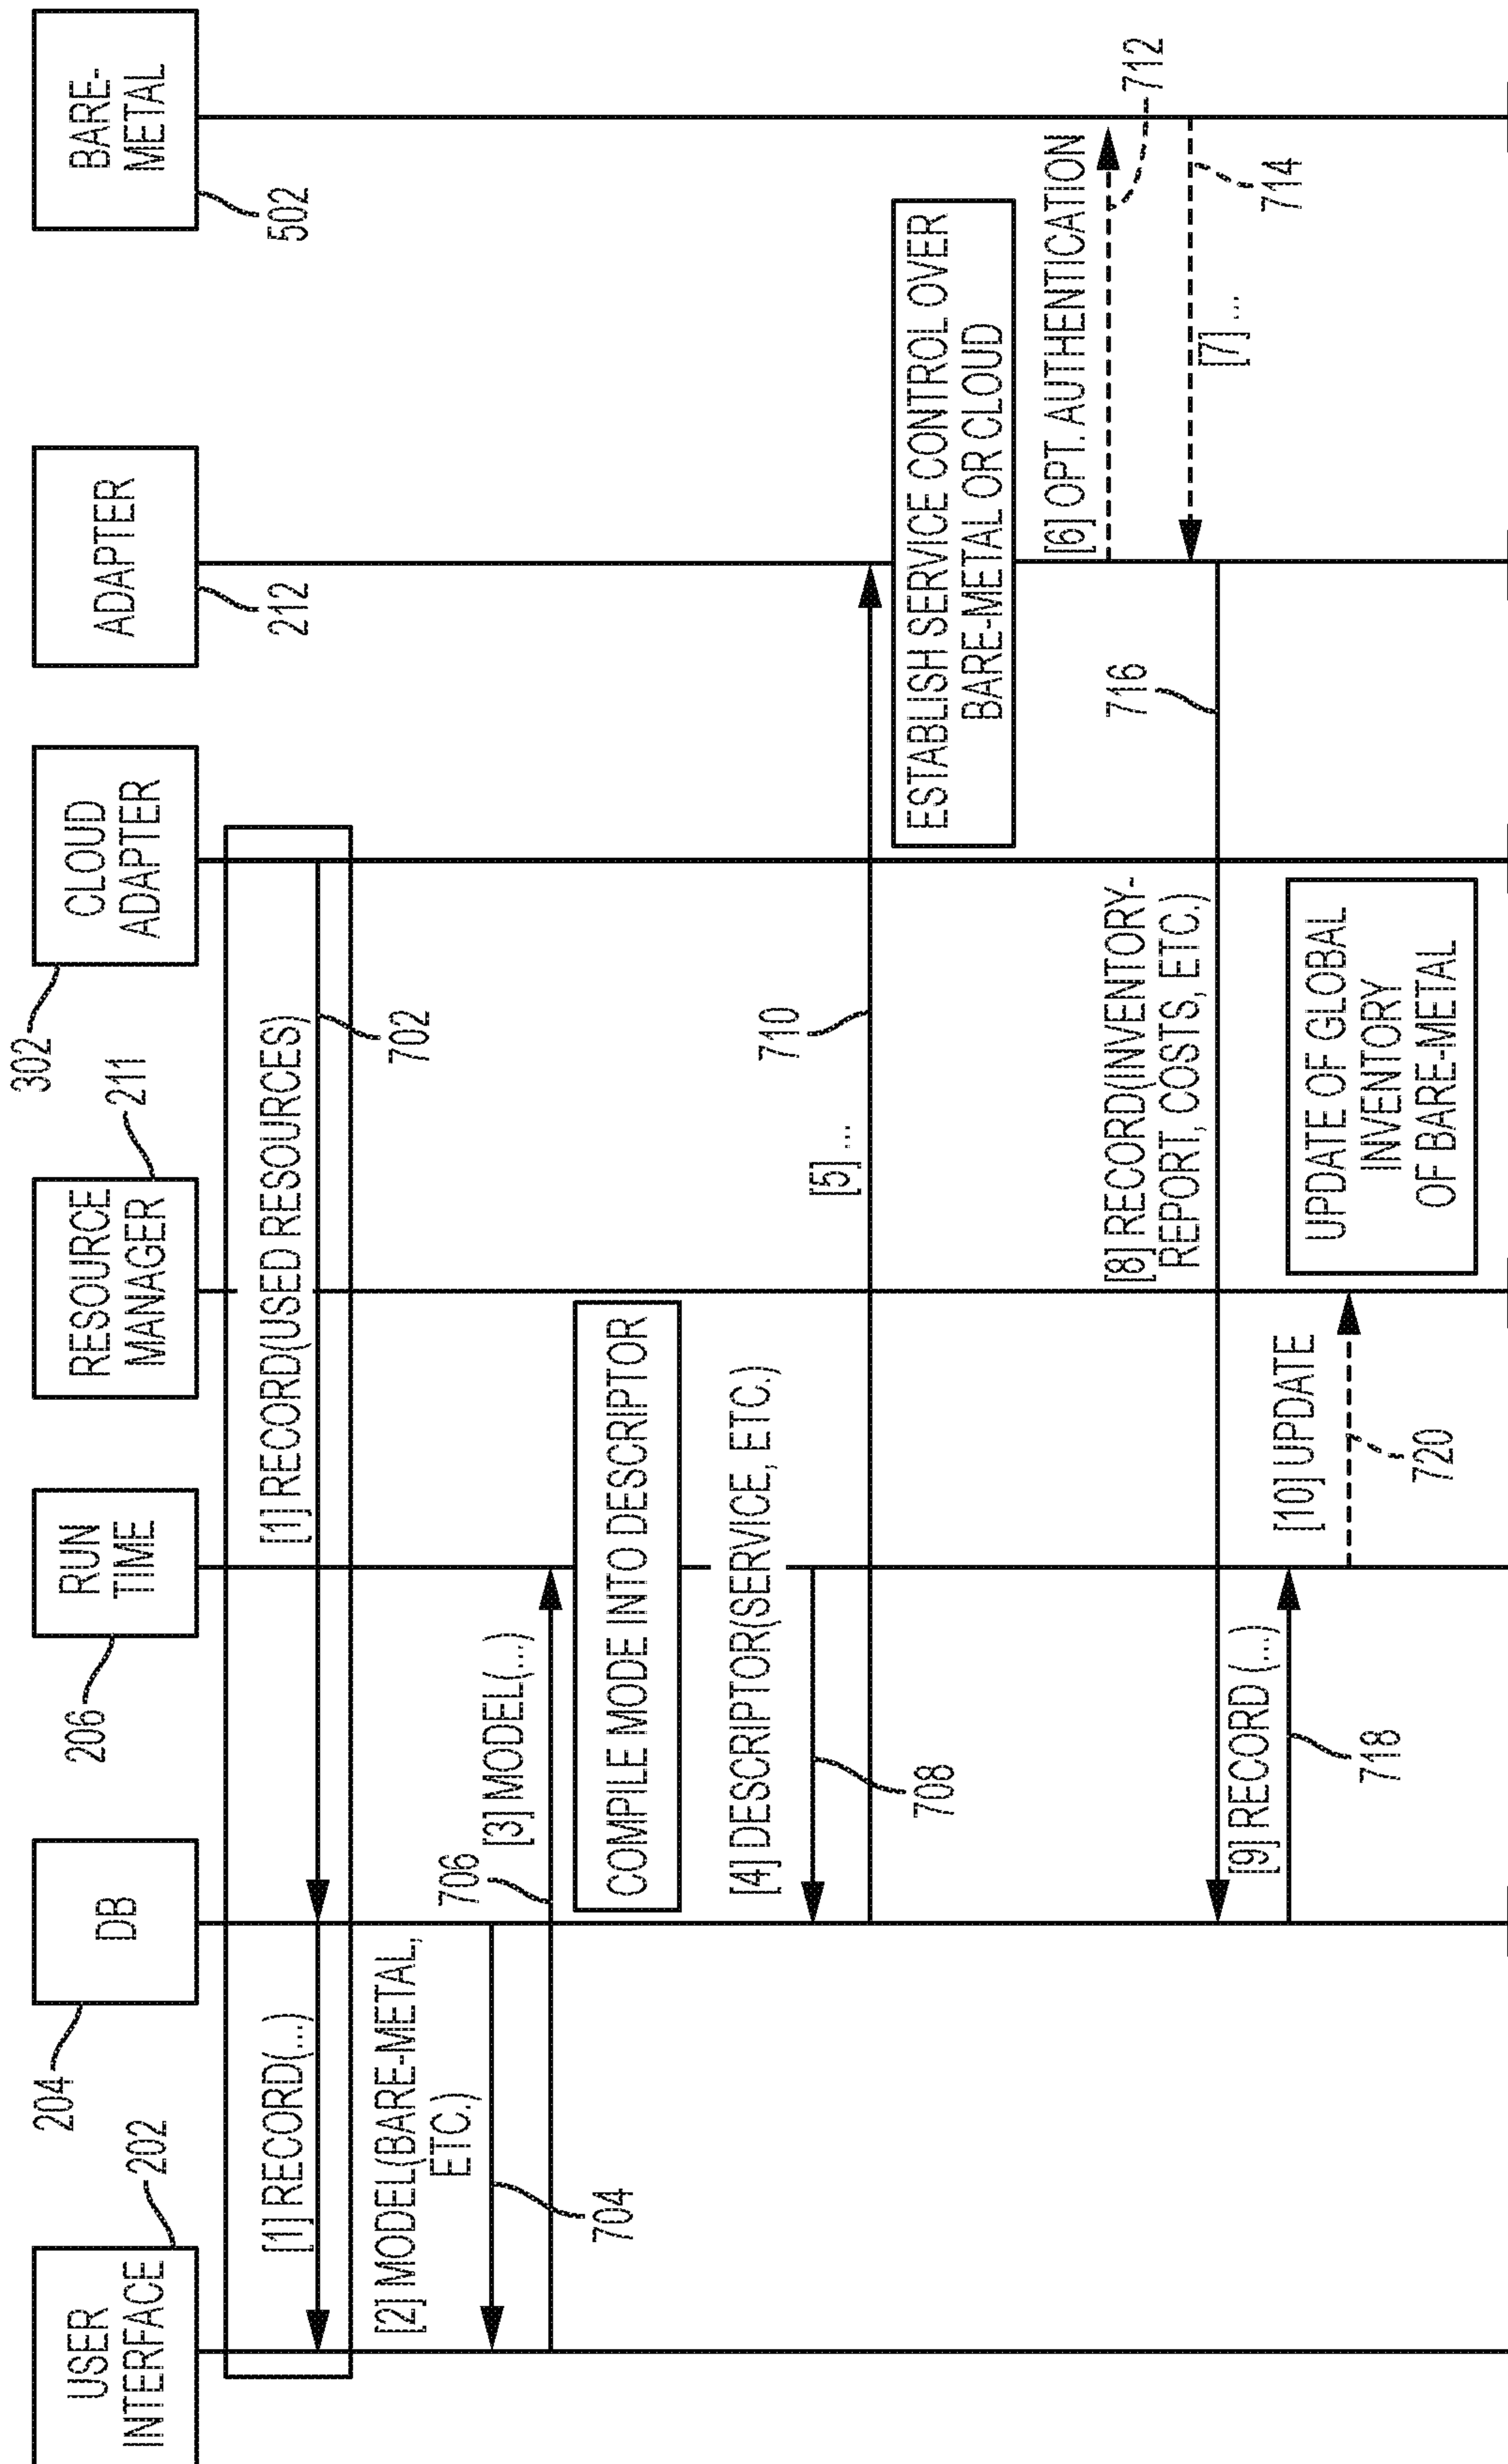 USER
INTERFACE
202
DB
204
RUN
TIME
206
RESOURCE
MANAGER
211
CLOUD
ADAPTER
302
ADAPTER
212
BARE-
METAL
502
[1] RECORD(...)
[1] RECORD(USED RESOURCES)
702
[2] MODEL(BARE-METAL,
ETC.)
704
706
[3] MODEL(...)
COMPILE MODE INTO DESCRIPTOR
[4] DESCRIPTOR(SERVICE, ETC.)
708
[5] ...
710
ESTABLISH SERVICE CONTROL OVER
BARE-METAL OR CLOUD
[6] OPT. AUTHENTICATION
712
[7] ...
714
716
[8] RECORD(INVENTORY-
REPORT, COSTS, ETC.)
[9] RECORD (...)
718
[10] UPDATE
720
UPDATE OF GLOBAL
INVENTORY
OF BARE-METAL